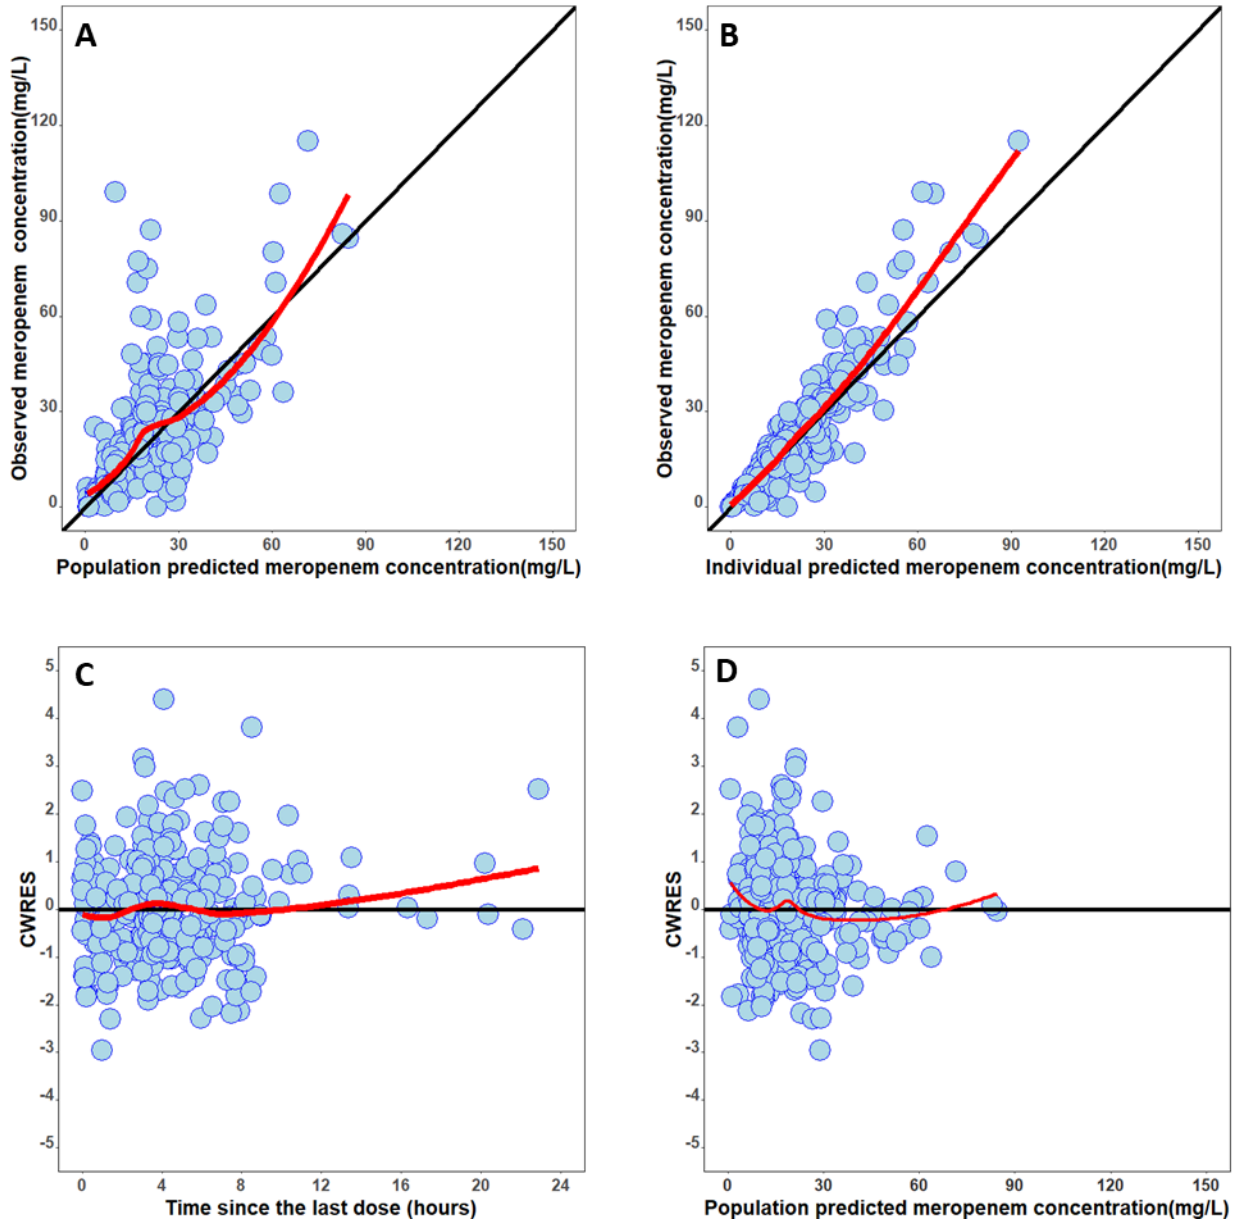 A
150
120
90
60
30
0
Observed meropenem concentration(mg/L)
0 30 60 90 120 150
Population predicted meropenem concentration(mg/L)
B
150
120
90
60
30
0
Observed meropenem concentration(mg/L)
0 30 60 90 120 150
Individual predicted meropenem concentration(mg/L)
C
5
4
3
2
1
0
-1
-2
-3
-4
-5
CWRES
0 4 8 12 16 20 24
Time since the last dose (hours)
D
5
4
3
2
1
0
-1
-2
-3
-4
-5
CWRES
0 30 60 90 120 150
Population predicted meropenem concentration(mg/L)